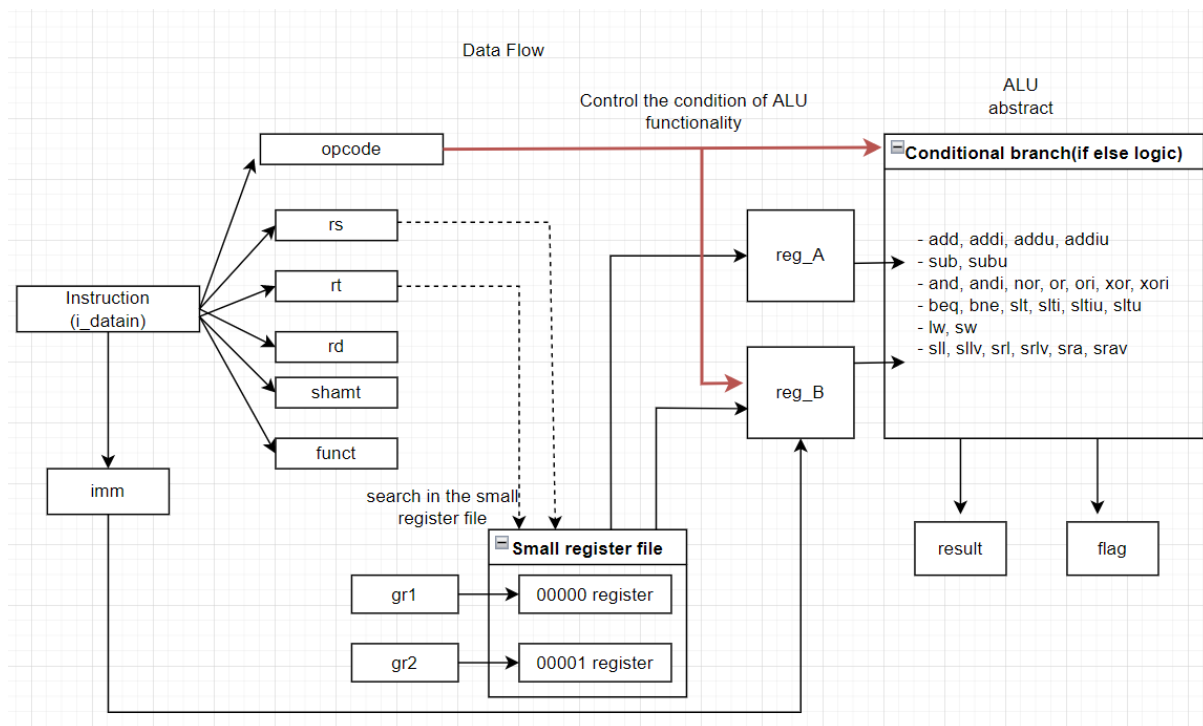 Data Flow
ALU
abstract
Control the condition of ALU
functionality
opcode
Conditional branch(if else logic)
rs
reg_A
- add, addi, addu, addiu
- sub, subu
- and, andi, nor, or, ori, xor, xori
- beq, bne, slt, slti, sltiu, sltu
- lw, sw
- sll, sllv, srl, srlv, sra, srav
rt
Instruction
(i_datain)
rd
shamt
reg_B
funct
imm
search in the small
register file
Small register file
result
flag
gr1
00000 register
gr2
00001 register